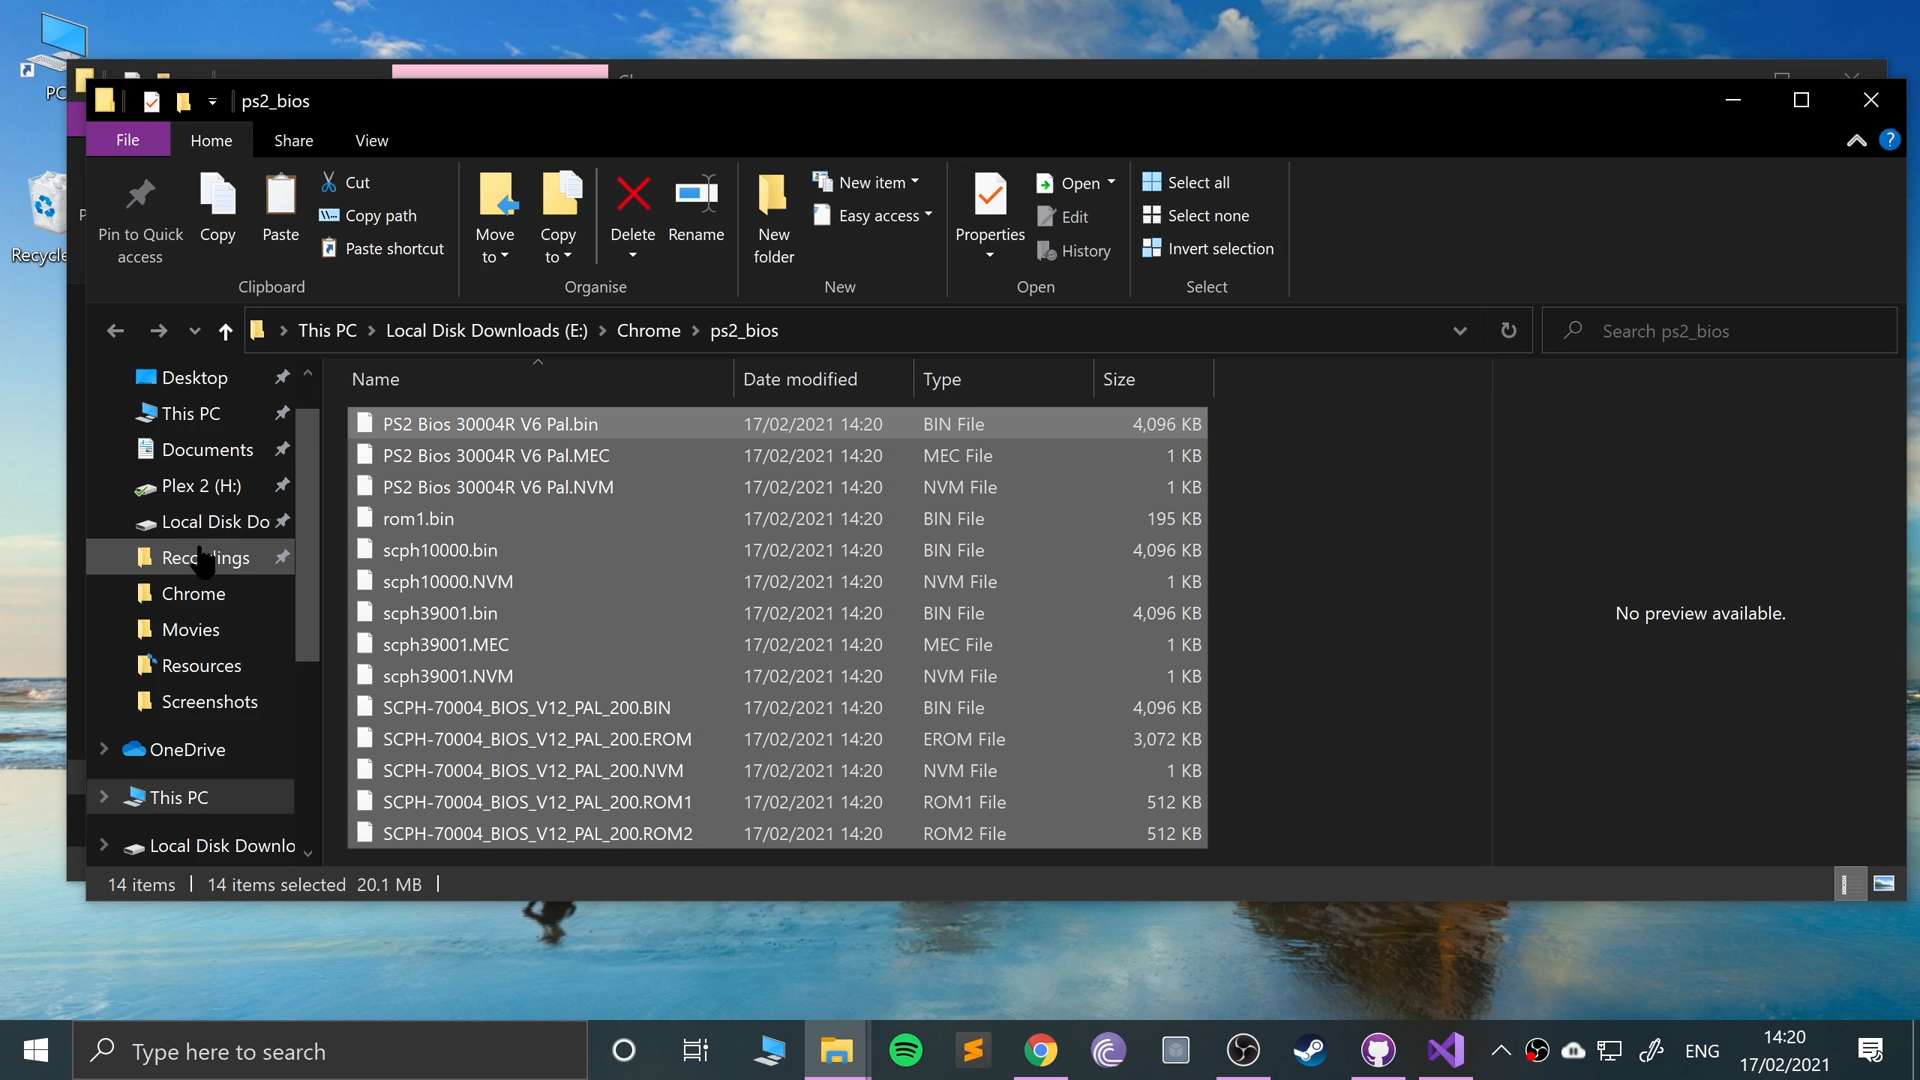 PC
Recycle
ps2_bios
File
Home
Share
View
Pin to Quick access
Copy
Paste
Cut
Copy path
Paste shortcut
Clipboard
Move to
Copy to
Delete
Rename
Organise
New folder
New item
Easy access
New
Properties
Open
Edit
History
Open
Select all
Select none
Invert selection
Select
This PC > Local Disk Downloads (E:) > Chrome > ps2_bios
Search ps2_bios
Desktop
This PC
Documents
Plex 2 (H:)
Local Disk Do
Recordings
Chrome
Movies
Resources
Screenshots
OneDrive
This PC
Local Disk Downlo
Name Date modified Type Size
PS2 Bios 30004R V6 Pal.bin 17/02/2021 14:20 BIN File 4,096 KB
PS2 Bios 30004R V6 Pal.MEC 17/02/2021 14:20 MEC File 1 KB
PS2 Bios 30004R V6 Pal.NVM 17/02/2021 14:20 NVM File 1 KB
rom1.bin 17/02/2021 14:20 BIN File 195 KB
scph10000.bin 17/02/2021 14:20 BIN File 4,096 KB
scph10000.NVM 17/02/2021 14:20 NVM File 1 KB
scph39001.bin 17/02/2021 14:20 BIN File 4,096 KB
scph39001.MEC 17/02/2021 14:20 MEC File 1 KB
scph39001.NVM 17/02/2021 14:20 NVM File 1 KB
SCPH-70004_BIOS_V12_PAL_200.BIN 17/02/2021 14:20 BIN File 4,096 KB
SCPH-70004_BIOS_V12_PAL_200.EROM 17/02/2021 14:20 EROM File 3,072 KB
SCPH-70004_BIOS_V12_PAL_200.NVM 17/02/2021 14:20 NVM File 1 KB
SCPH-70004_BIOS_V12_PAL_200.ROM1 17/02/2021 14:20 ROM1 File 512 KB
SCPH-70004_BIOS_V12_PAL_200.ROM2 17/02/2021 14:20 ROM2 File 512 KB
No preview available.
14 items 14 items selected 20.1 MB
Type here to search
ENG
14:20
17/02/2021